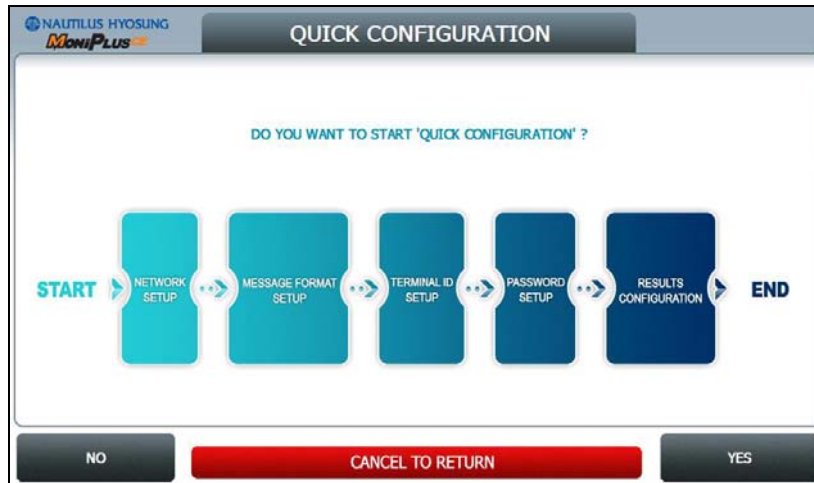 NAUTILUS HYOSUNG
MONIPLUS CE
QUICK CONFIGURATION
DO YOU WANT TO START 'QUICK CONFIGURATION' ?
START
NETWORK
SETUP
MESSAGE FORMAT
SETUP
TERMINAL ID
SETUP
PASSWORD
SETUP
RESULTS
CONFIGURATION
END
NO
CANCEL TO RETURN
YES